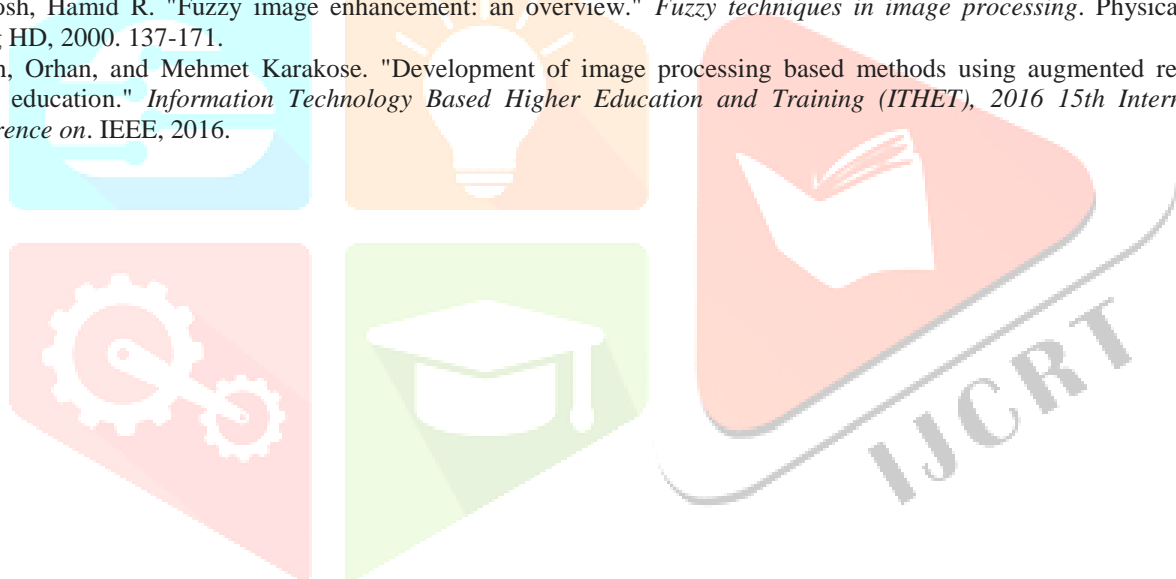 osh, Hamid R. "Fuzzy image enhancement: an overview." Fuzzy techniques in image processing. Physica
HD, 2000. 137-171.
n, Orhan, and Mehmet Karakose. "Development of image processing based methods using augmented re
education." Information Technology Based Higher Education and Training (ITHET), 2016 15th Intern
rence on. IEEE, 2016.
IJCRT